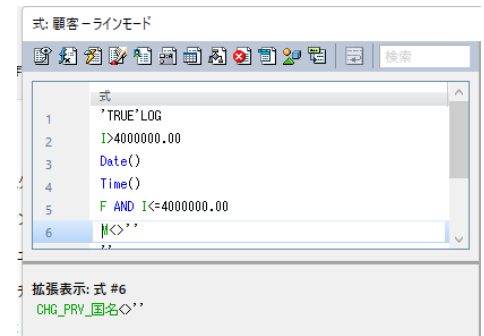 式: 顧客－ラインモード
検索
式
1 'TRUE'LOG
2 I>4000000.00
3 Date()
4 Time()
5 F AND I<=4000000.00
6 M<>''
''
拡張表示: 式 #6
CHG_PRV_国名<>''